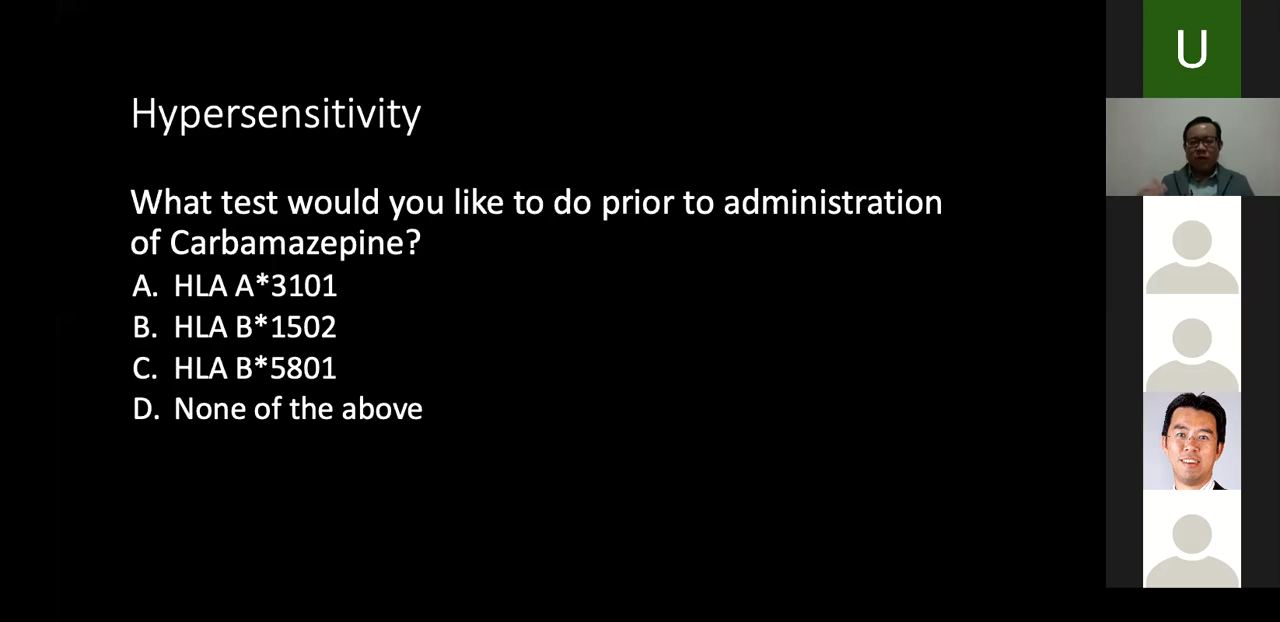 Hypersensitivity
What test would you like to do prior to administration
of Carbamazepine?
A. HLA A*3101
B. HLA B*1502
C. HLA B*5801
D. None of the above
U